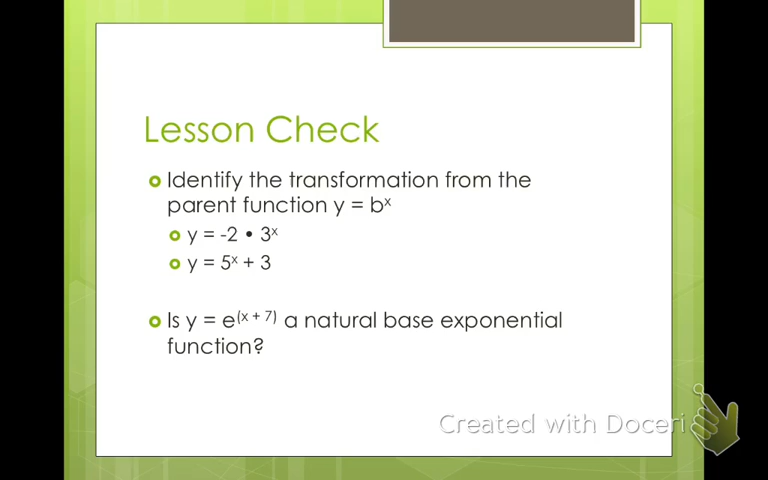 Lesson Check
Identify the transformation from the
parent function y = bˣ
y = -2 • 3ˣ
y = 5ˣ + 3
Is y = e⁽ˣ ⁺ ⁷⁾ a natural base exponential
function?
Created with Doceri